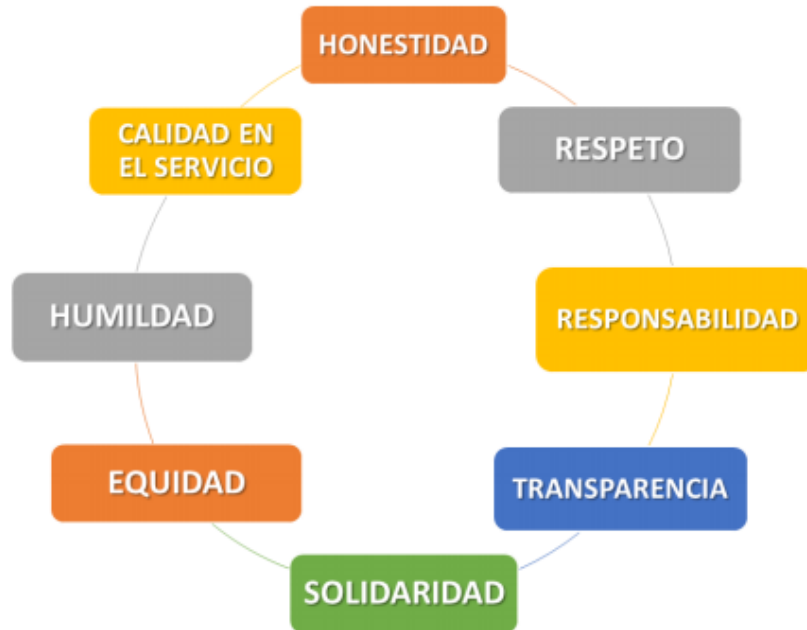 HONESTIDAD
RESPETO
RESPONSABILIDAD
TRANSPARENCIA
SOLIDARIDAD
EQUIDAD
HUMILDAD
CALIDAD EN
EL SERVICIO